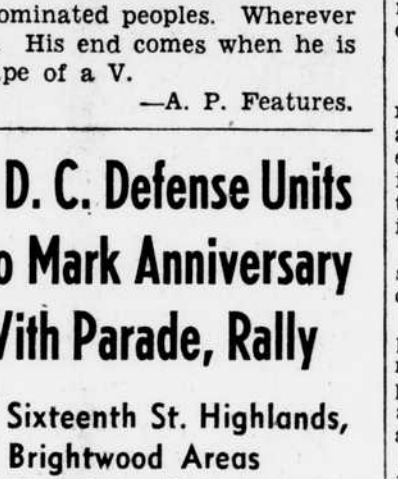 ominated peoples. Wherever
. His end comes when he is
pe of a V.
—A. P. Features.
D. C. Defense Units
o Mark Anniversary
With Parade, Rally
Sixteenth St. Highlands,
Brightwood Areas